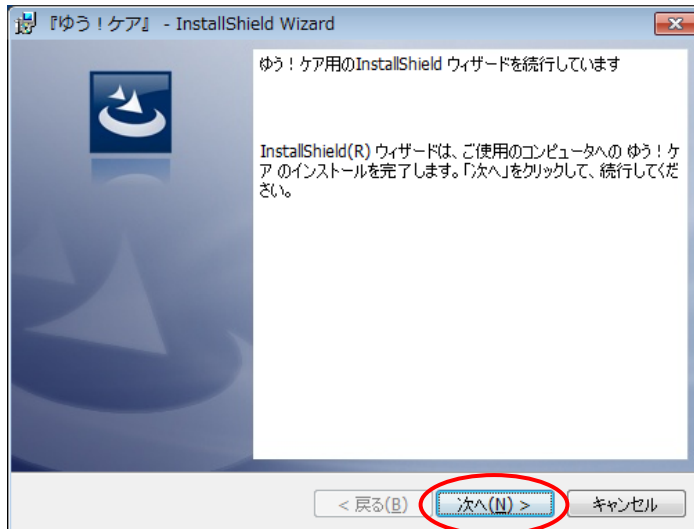 『ゆう！ケア』 - InstallShield Wizard
ゆう！ケア用のInstallShield ウィザードを続行しています
InstallShield(R) ウィザードは、ご使用のコンピュータへの ゆう！ケ
ア のインストールを完了します。「次へ」をクリックして、続行してくだ
さい。
< 戻る(B)
次へ(N) >
キャンセル